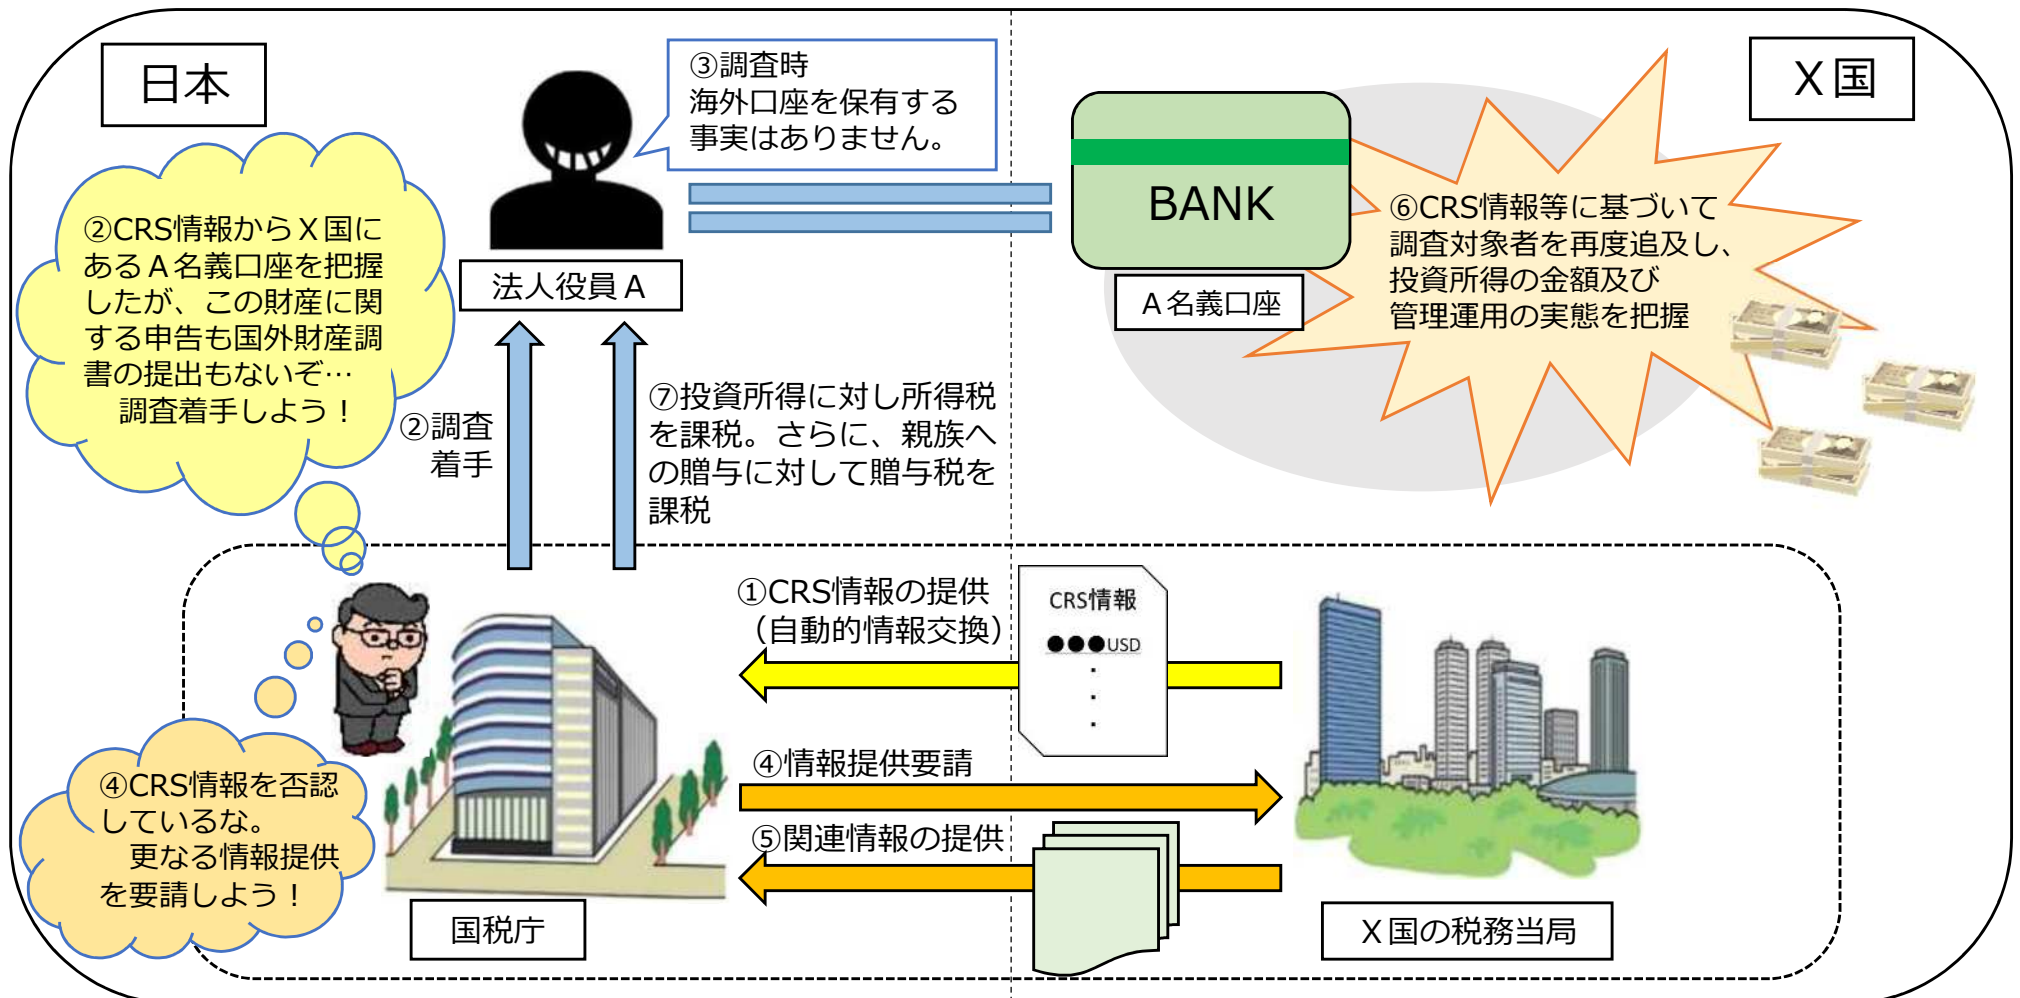 日本
X国
③調査時
海外口座を保有する
事実はありません。
BANK
A名義口座
法人役員A
②CRS情報からX国に
あるA名義口座を把握
したが、この財産に関
する申告も国外財産調
書の提出もないぞ…
調査着手しよう！
⑥CRS情報等に基づいて
調査対象者を再度追及し、
投資所得の金額及び
管理運用の実態を把握
②調査
着手
⑦投資所得に対し所得税
を課税。さらに、親族へ
の贈与に対して贈与税を
課税
①CRS情報の提供
（自動的情報交換）
CRS情報
●●●USD
・
・
・
④情報提供要請
⑤関連情報の提供
④CRS情報を否認
しているな。
更なる情報提供
を要請しよう！
国税庁
X国の税務当局